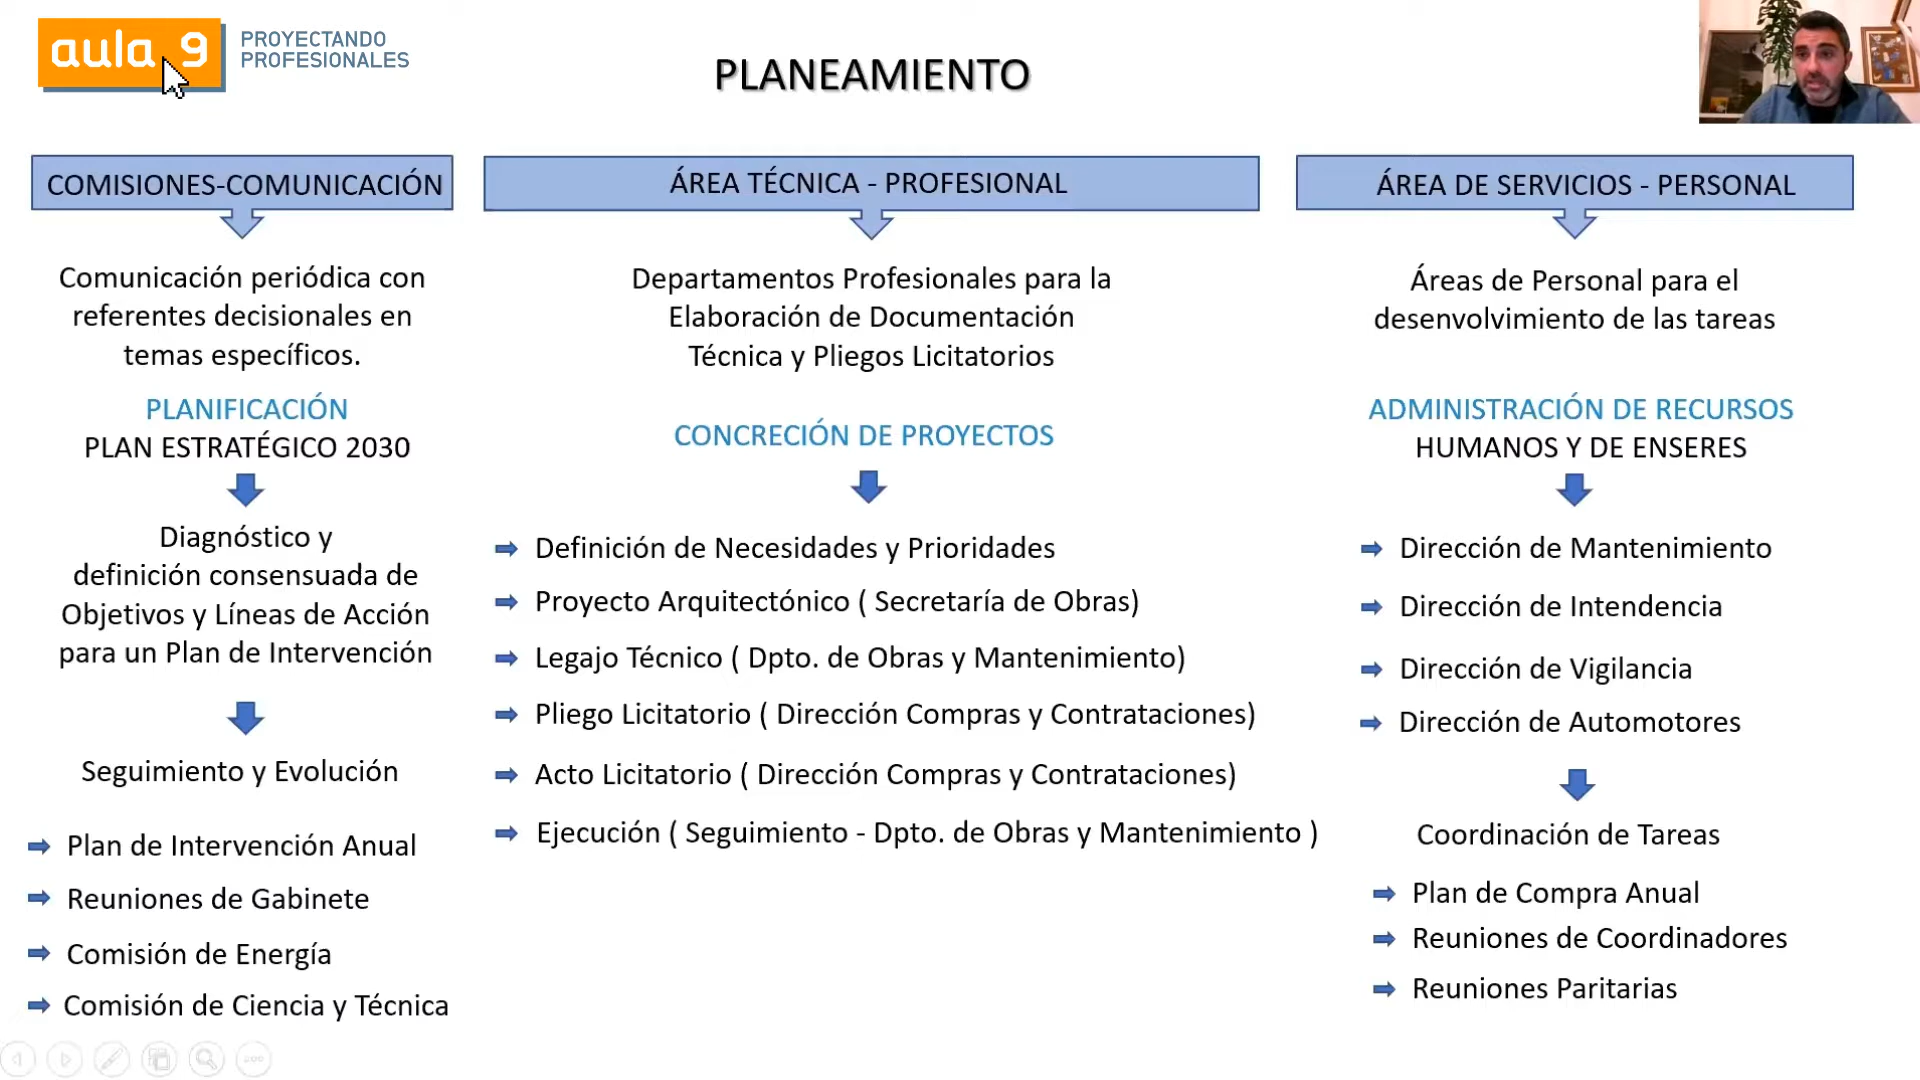 aula 9
PROYECTANDO
PROFESIONALES
PLANEAMIENTO
COMISIONES-COMUNICACIÓN
Comunicación periódica con
referentes decisionales en
temas específicos.
PLANIFICACIÓN
PLAN ESTRATÉGICO 2030
Diagnóstico y
definición consensuada de
Objetivos y Líneas de Acción
para un Plan de Intervención
Seguimiento y Evolución
Plan de Intervención Anual
Reuniones de Gabinete
Comisión de Energía
Comisión de Ciencia y Técnica
ÁREA TÉCNICA - PROFESIONAL
Departamentos Profesionales para la
Elaboración de Documentación
Técnica y Pliegos Licitatorios
CONCRECIÓN DE PROYECTOS
Definición de Necesidades y Prioridades
Proyecto Arquitectónico ( Secretaría de Obras)
Legajo Técnico ( Dpto. de Obras y Mantenimiento)
Pliego Licitatorio ( Dirección Compras y Contrataciones)
Acto Licitatorio ( Dirección Compras y Contrataciones)
Ejecución ( Seguimiento - Dpto. de Obras y Mantenimiento )
ÁREA DE SERVICIOS - PERSONAL
Áreas de Personal para el
desenvolvimiento de las tareas
ADMINISTRACIÓN DE RECURSOS
HUMANOS Y DE ENSERES
Dirección de Mantenimiento
Dirección de Intendencia
Dirección de Vigilancia
Dirección de Automotores
Coordinación de Tareas
Plan de Compra Anual
Reuniones de Coordinadores
Reuniones Paritarias